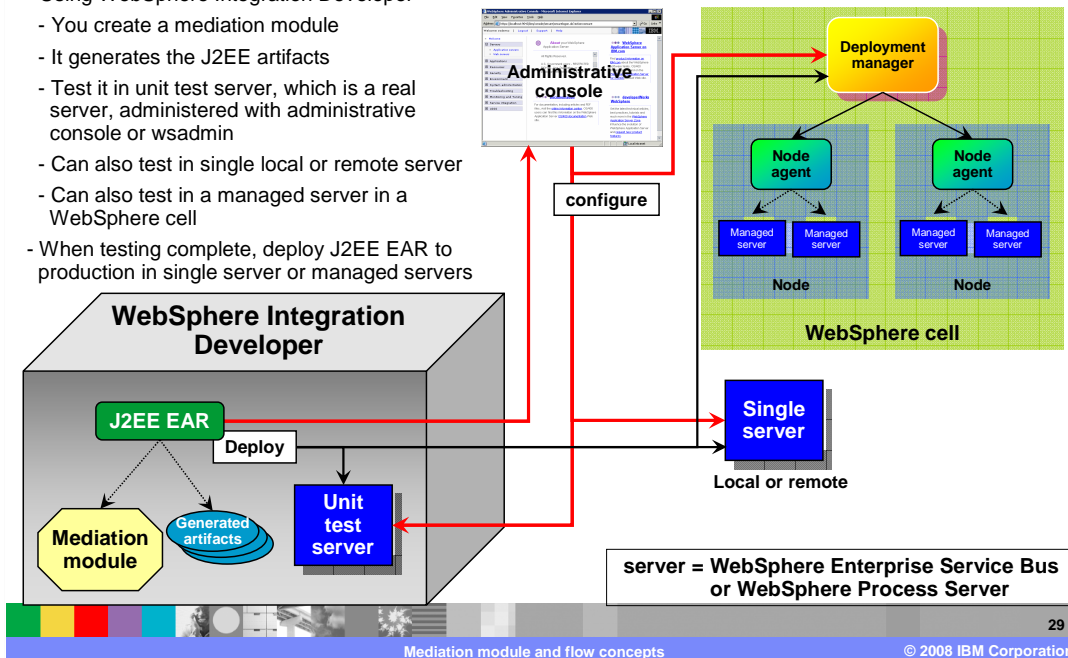 Using WebSphere Integration Developer
- You create a mediation module
- It generates the J2EE artifacts
- Test it in unit test server, which is a real
server, administered with administrative
console or wsadmin
- Can also test in single local or remote server
- Can also test in a managed server in a
WebSphere cell
- When testing complete, deploy J2EE EAR to
production in single server or managed servers
Administrative
console
configure
Deployment
manager
Node
agent
Node
agent
Managed
server
Managed
server
Managed
server
Managed
server
Node
Node
WebSphere cell
WebSphere Integration
Developer
J2EE EAR
Deploy
Mediation
module
Generated
artifacts
Unit
test
server
Single
server
Local or remote
server = WebSphere Enterprise Service Bus
or WebSphere Process Server
29
Mediation module and flow concepts
© 2008 IBM Corporation